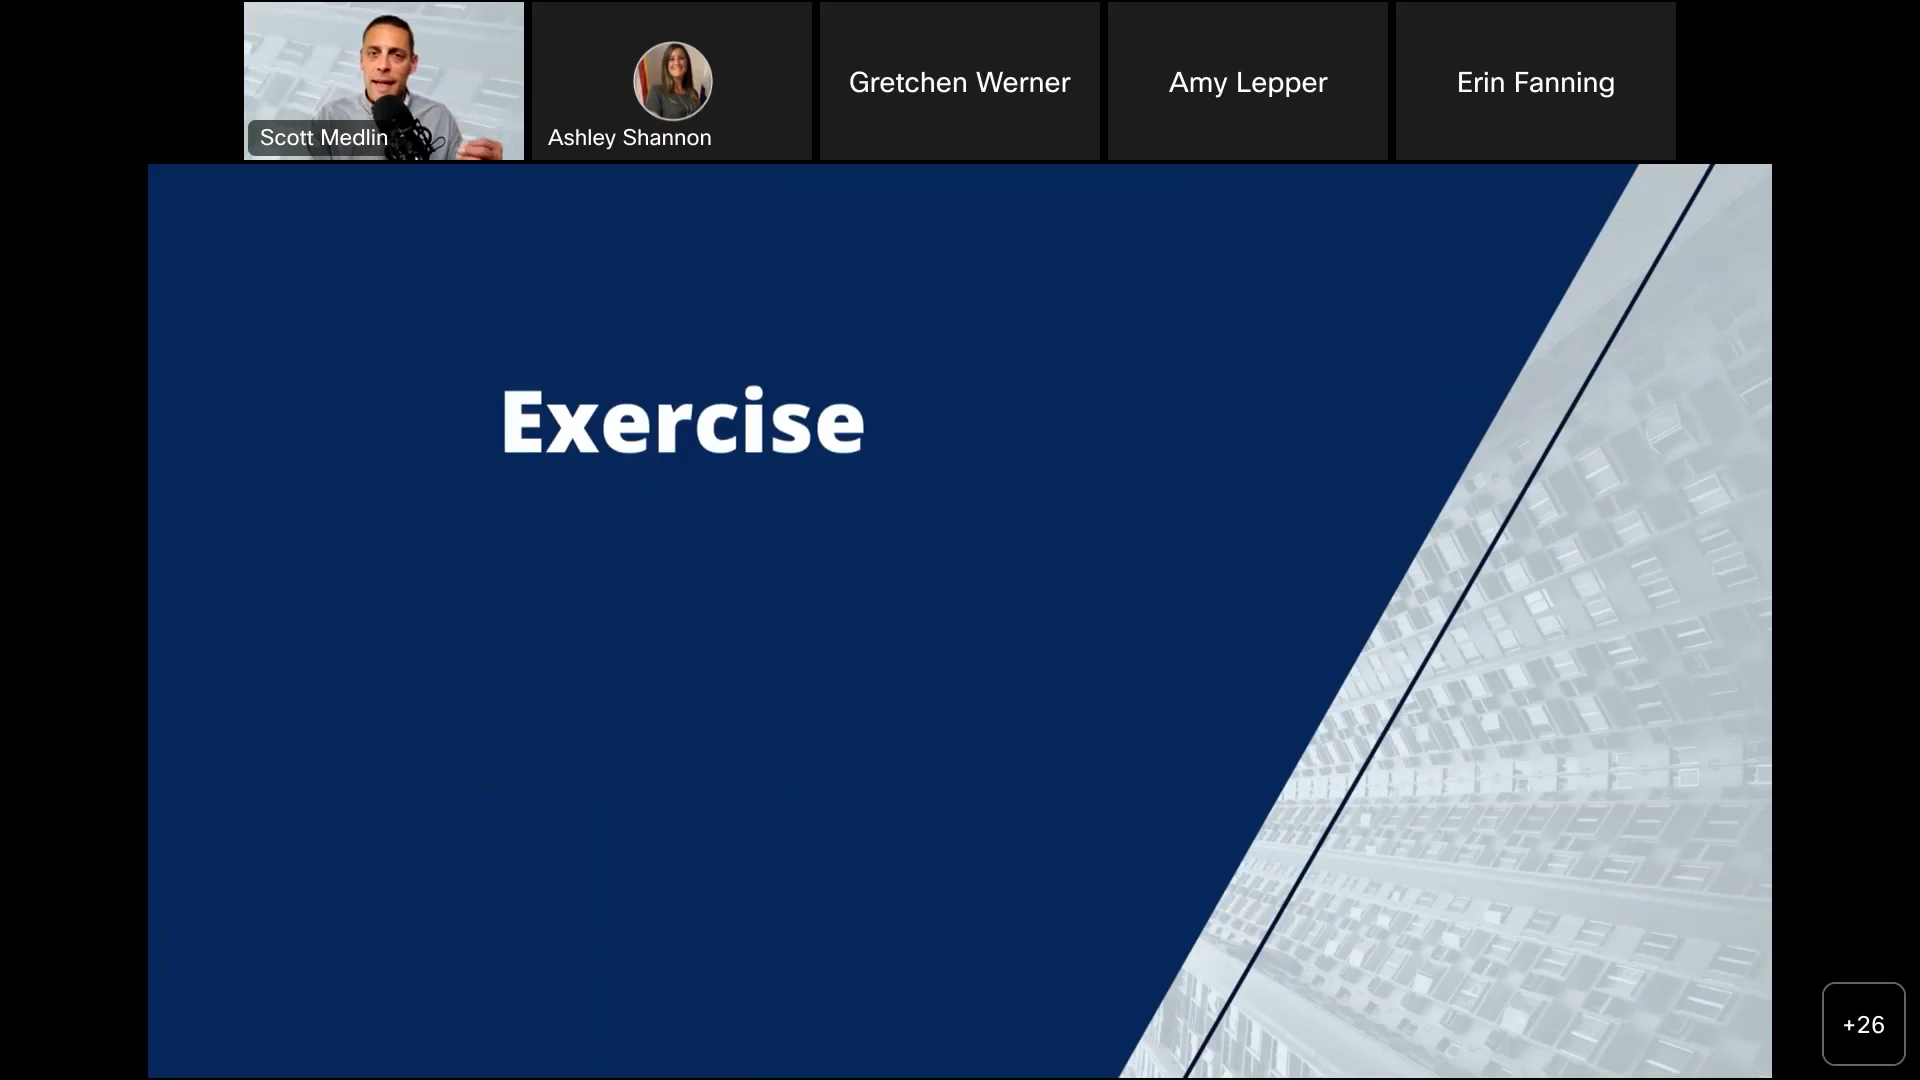 Scott Medlin
Ashley Shannon
Gretchen Werner
Amy Lepper
Erin Fanning
Exercise
+26